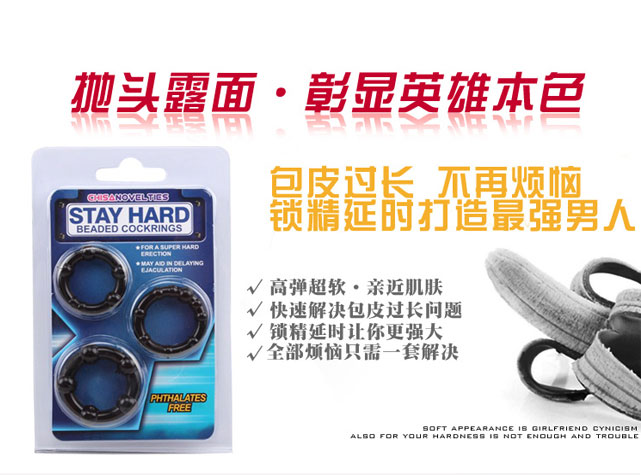 抛头露面·彰显英雄本色
包皮过长 不再烦恼
锁精延时打造最强男人
CHISANOVELTIES
STAY HARD
BEADED COCKRINGS
FOR A SUPER HARD
ERECTION
MAY AID IN DELAYING
EJACULATION
PHTHALATES
FREE
√ 高弹超软·亲近肌肤
√ 快速解决包皮过长问题
√ 锁精延时让你更强大
√ 全部烦恼只需一套解决
SOFT APPEARANCE IS GIRLFRIEND CYNICISM
ALSO FOR YOUR HARDNESS IS NOT ENOUGH AND TROUBLE